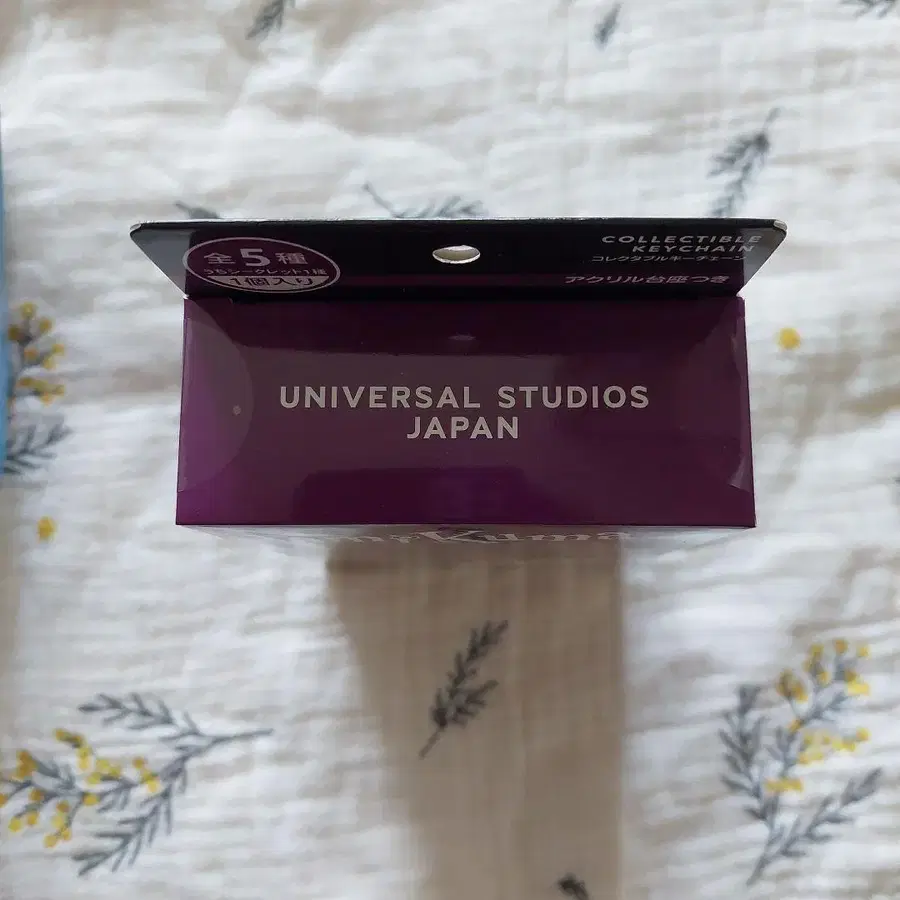 全5種
うちシークレット1種
1個入り
COLLECTIBLE
KEYCHAIN
コレクタブルキーチェーン
アクリル台座つき
UNIVERSAL STUDIOS
JAPAN